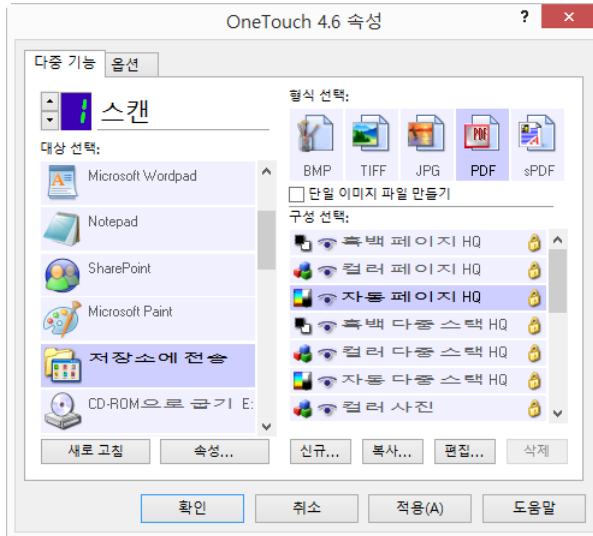 OneTouch 4.6 속성
다중 기능 옵션
1 스캔
대상 선택:
Microsoft Wordpad
Notepad
SharePoint
Microsoft Paint
저장소에 전송
CD-ROM으로 굽기 E:
새로 고침 속성...
형식 선택:
BMP TIFF JPG PDF sPDF
단일 이미지 파일 만들기
구성 선택:
흑백 페이지 HQ
컬러 페이지 HQ
자동 페이지 HQ
흑백 다중 스택 HQ
컬러 다중 스택 HQ
자동 다중 스택 HQ
컬러 사진
신규... 복사... 편집... 삭제
확인 취소 적용(A) 도움말